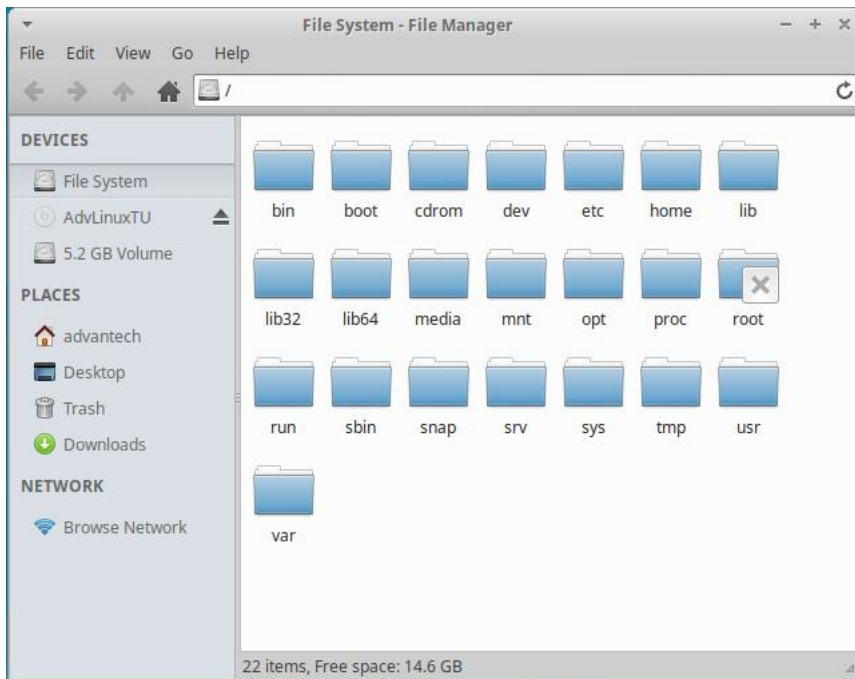 File System - File Manager
File Edit View Go Help
/
DEVICES
File System
AdvLinuxTU
5.2 GB Volume
PLACES
advantech
Desktop
Trash
Downloads
NETWORK
Browse Network
bin boot cdrom dev etc home lib
lib32 lib64 media mnt opt proc root
run sbin snap srv sys tmp usr
var
22 items, Free space: 14.6 GB